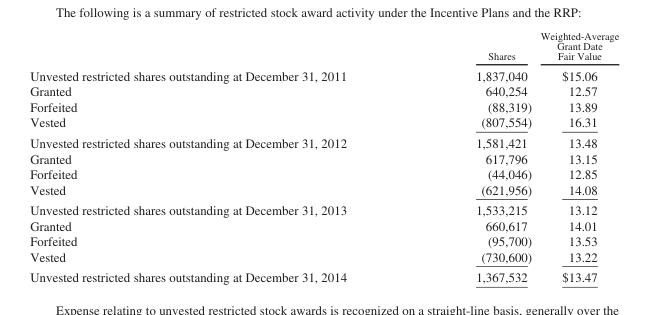 The following is a summary of restricted stock award activity under the Incentive Plans and the RRP:
Weighted-Average
Grant Date
Shares Fair Value
Unvested restricted shares outstanding at December 31, 2011 1,837,040 $15.06
Granted 640,254 12.57
Forfeited (88,319) 13.89
Vested (807,554) 16.31
Unvested restricted shares outstanding at December 31, 2012 1,581,421 13.48
Granted 617,796 13.15
Forfeited (44,046) 12.85
Vested (621,956) 14.08
Unvested restricted shares outstanding at December 31, 2013 1,533,215 13.12
Granted 660,617 14.01
Forfeited (95,700) 13.53
Vested (730,600) 13.22
Unvested restricted shares outstanding at December 31, 2014 1,367,532 $13.47
Expense relating to unvested restricted stock awards is recognized on a straight-line basis, generally over the